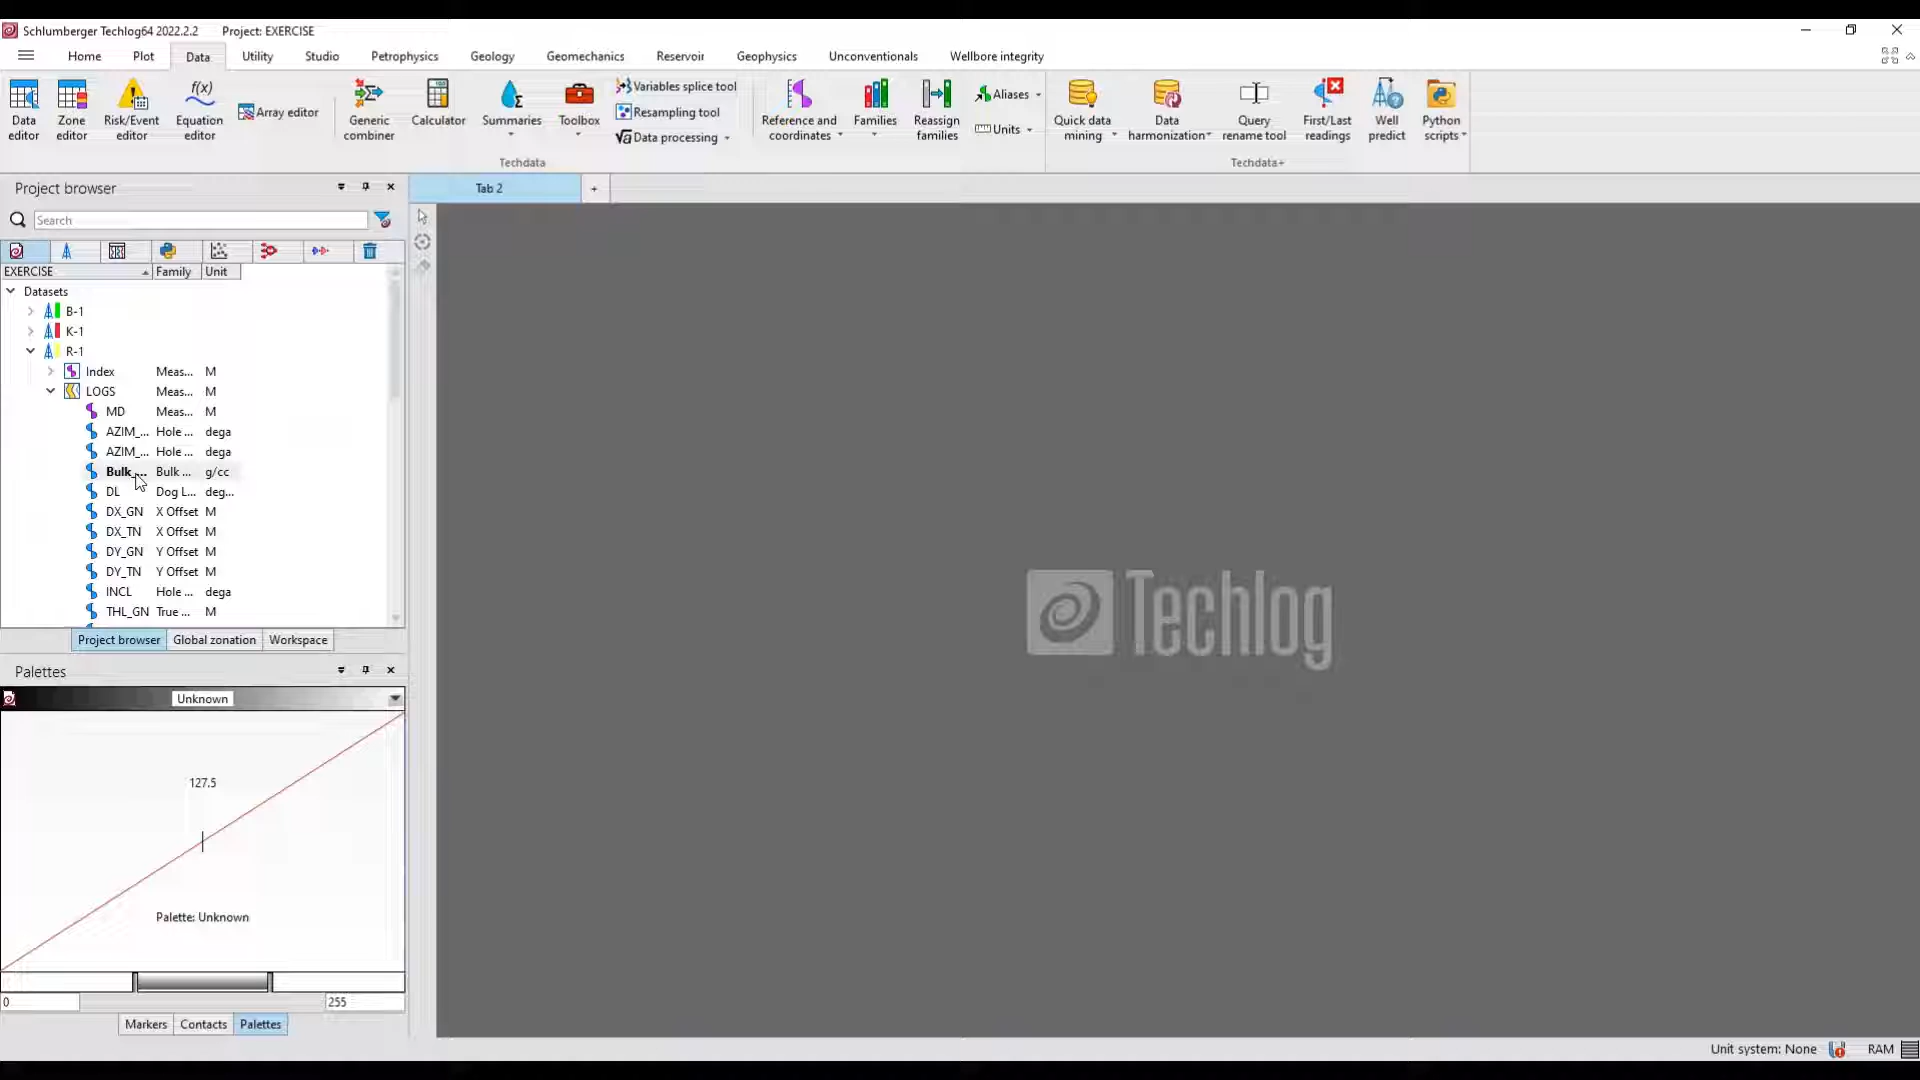 Schlumberger Techlog64 2022.2.2 Project: EXERCISE
Home Plot Data Utility Studio Petrophysics Geology Geomechanics Reservoir Geophysics Unconventionals Wellbore integrity
Data editor
Zone editor
Risk/Event editor
Equation editor
f(x)
Array editor
Generic combiner
Calculator
Summaries
Toolbox
Variables splice tool
Resampling tool
Data processing
Reference and coordinates
Families
Reassign families
Aliases
Units
Quick data mining
Data harmonization
Query rename tool
First/Last readings
Well predict
Python scripts
Techdata
Techdata+
Project browser
Tab 2
+
Search
EXERCISE Family Unit
Datasets
B-1
K-1
R-1
Index Meas... M
LOGS Meas... M
MD Meas... M
AZIM_... Hole ... dega
AZIM_... Hole ... dega
Bulk_... Bulk ... g/cc
DL Dog L... deg...
DX_GN X Offset M
DX_TN X Offset M
DY_GN Y Offset M
DY_TN Y Offset M
INCL Hole ... dega
THL_GN True ... M
Project browser Global zonation Workspace
Palettes
Unknown
127.5
Palette: Unknown
0 255
Markers Contacts Palettes
Techlog
Unit system: None RAM